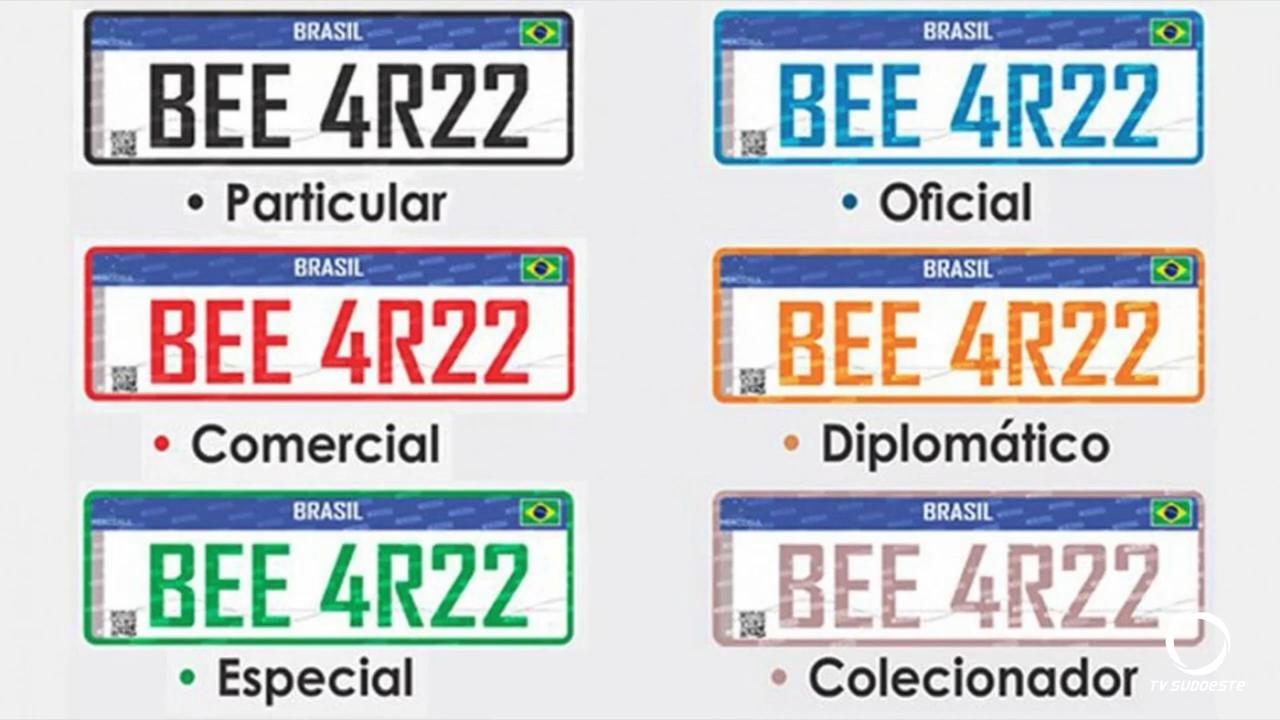 BRASIL
BEE 4R22
• Particular
BRASIL
BEE 4R22
• Oficial
BRASIL
BEE 4R22
• Comercial
BRASIL
BEE 4R22
• Diplomático
BRASIL
BEE 4R22
• Especial
BRASIL
BEE 4R22
• Colecionador
TV SUDOESTE